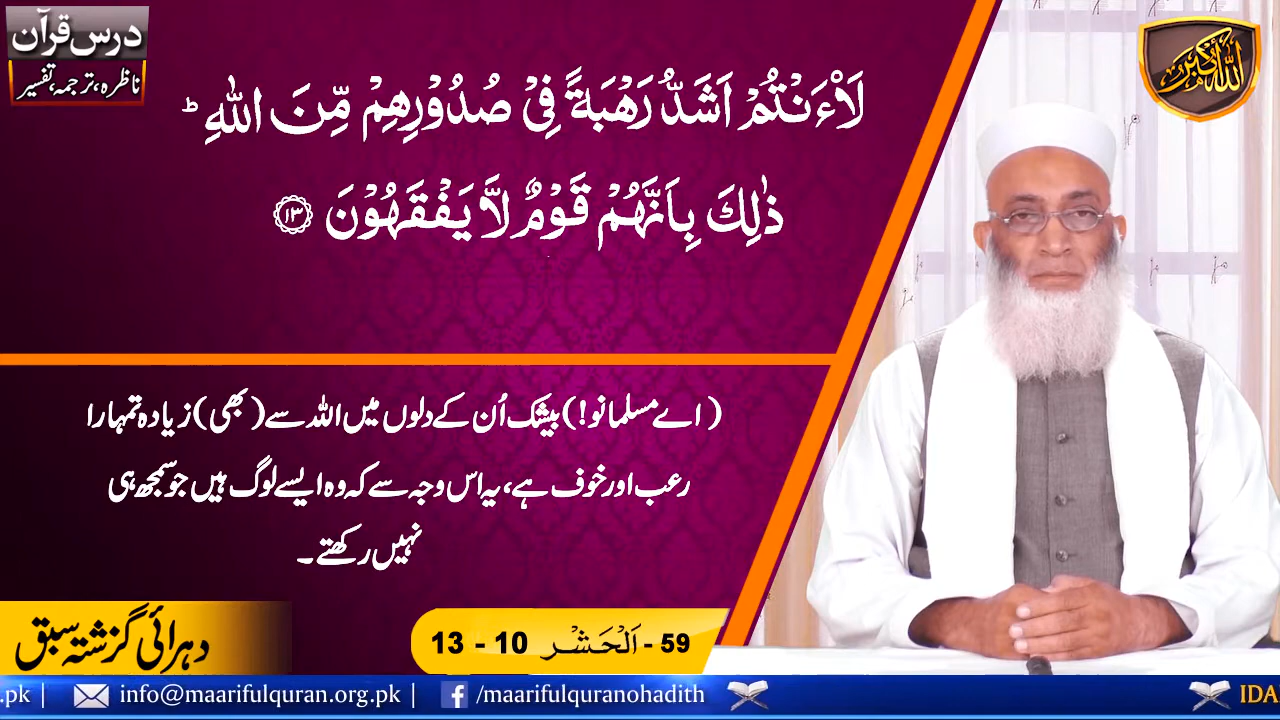 درس قرآن
ناظرہ، ترجمہ، تفسیر
اللہ اکبر
لَاۡءَنۡتُمۡ اَشَدُّ رَهۡبَةً فِىۡ صُدُوۡرِهِمۡ مِّنَ اللّٰهِ‌ؕ
ذٰلِكَ بِاَنَّهُمۡ قَوۡمٌ لَّا يَفۡقَهُوۡنَ ﴿۱۳﴾
(اے مسلمانو!) بیشک اُن کے دلوں میں اللہ سے (بھی) زیادہ تمہارا
رعب اور خوف ہے، یہ اس وجہ سے کہ وہ ایسے لوگ ہیں جو سمجھ ہی
نہیں رکھتے۔
دہرائی گزشتہ سبق
59 - اَلْحَشْر 10 - 13
.pk | info@maarifulquran.org.pk | /maarifulquranohadith IDA